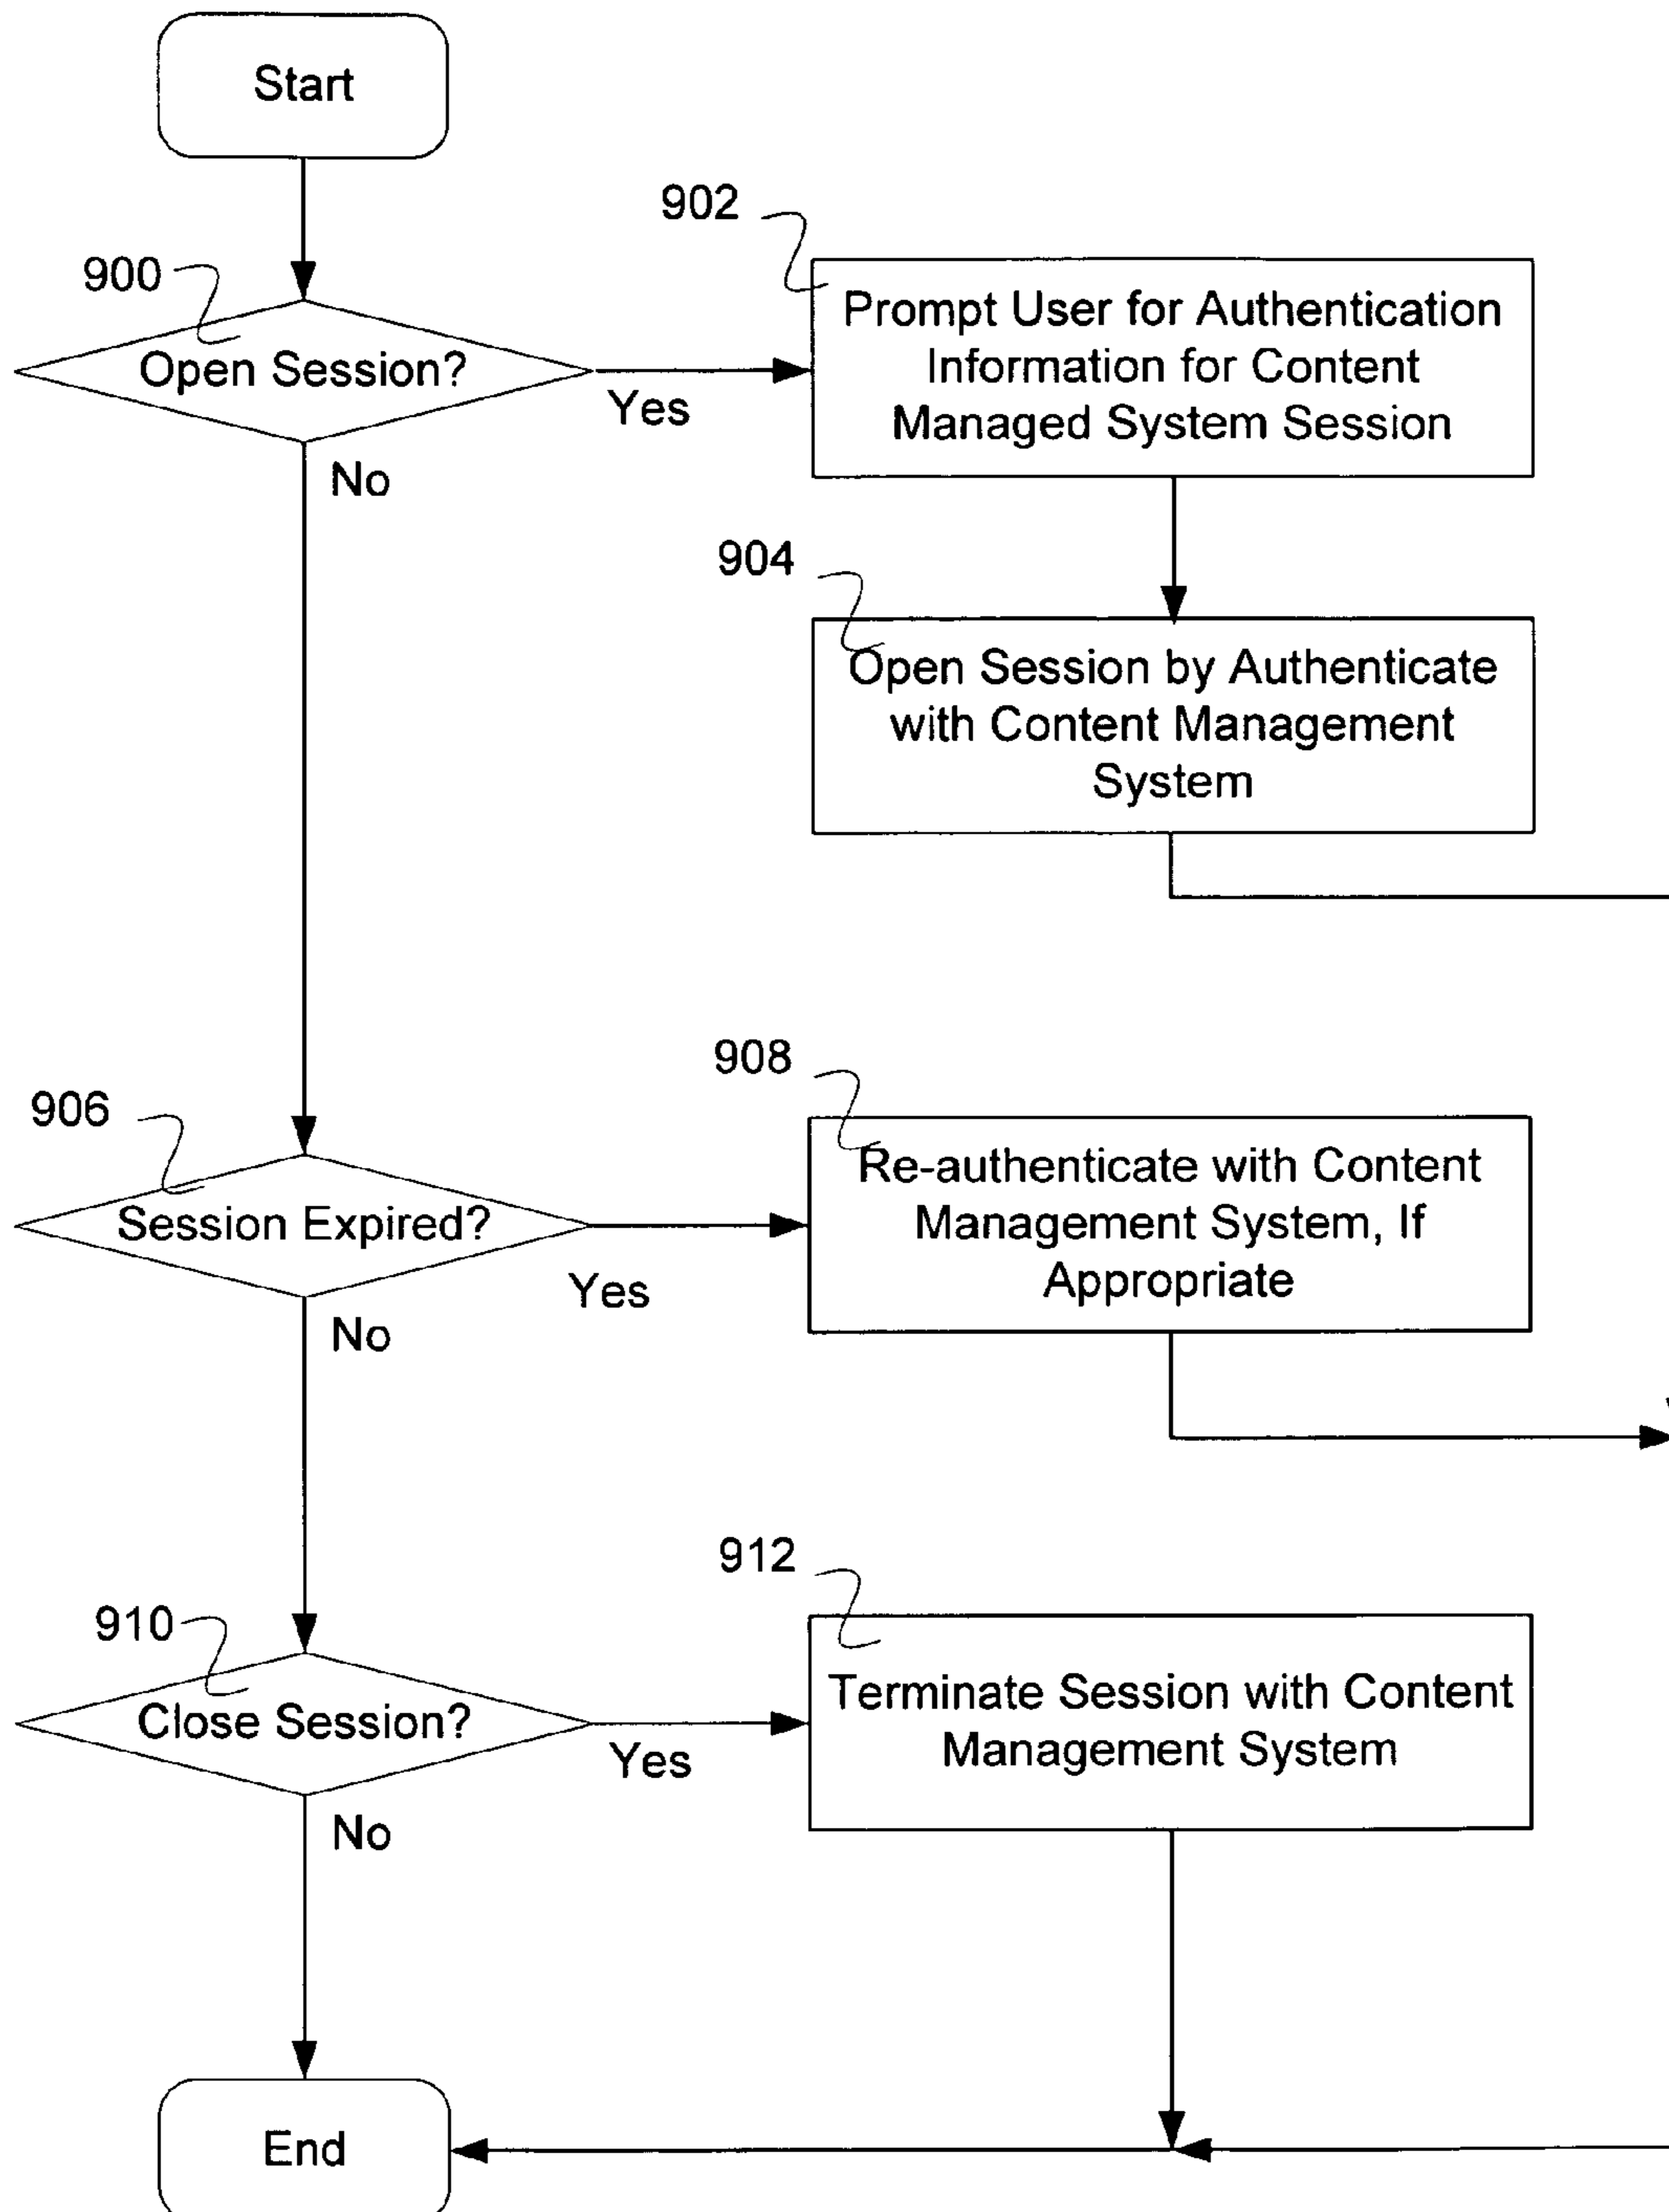 Start
900
Open Session?
Yes
No
902
Prompt User for Authentication
Information for Content
Managed System Session
904
Open Session by Authenticate
with Content Management
System
906
Session Expired?
Yes
No
908
Re-authenticate with Content
Management System, If
Appropriate
910
Close Session?
Yes
No
912
Terminate Session with Content
Management System
End